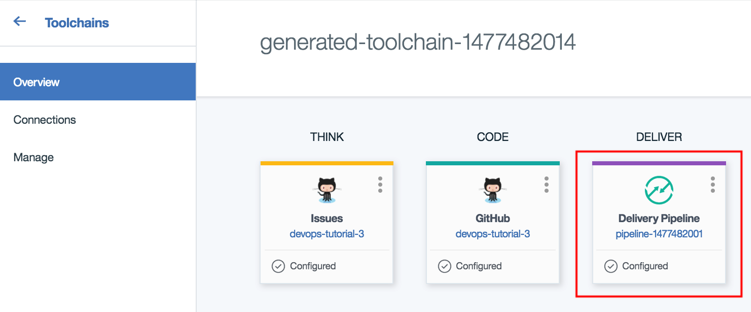 Toolchains
generated-toolchain-1477482014
Overview
Connections
Manage
THINK
CODE
DELIVER
Issues
devops-tutorial-3
Configured
GitHub
devops-tutorial-3
Configured
Delivery Pipeline
pipeline-1477482001
Configured